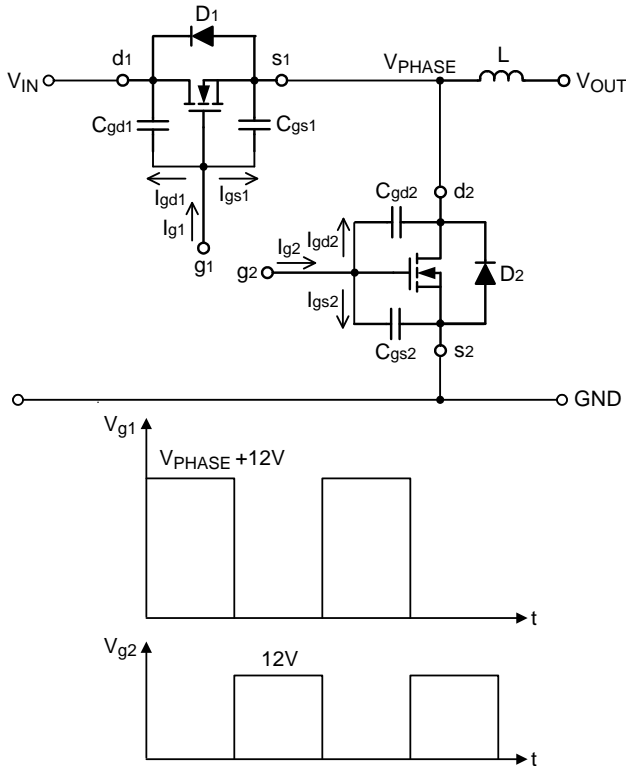 D1
d1
s1
L
VIN
VPHASE
VOUT
Cgd1
Cgs1
Igd1
Igs1
Ig1
g1
Cgd2
d2
Ig2
Igd2
g2
D2
Igs2
Cgs2
s2
GND
Vg1
VPHASE +12V
t
Vg2
12V
t